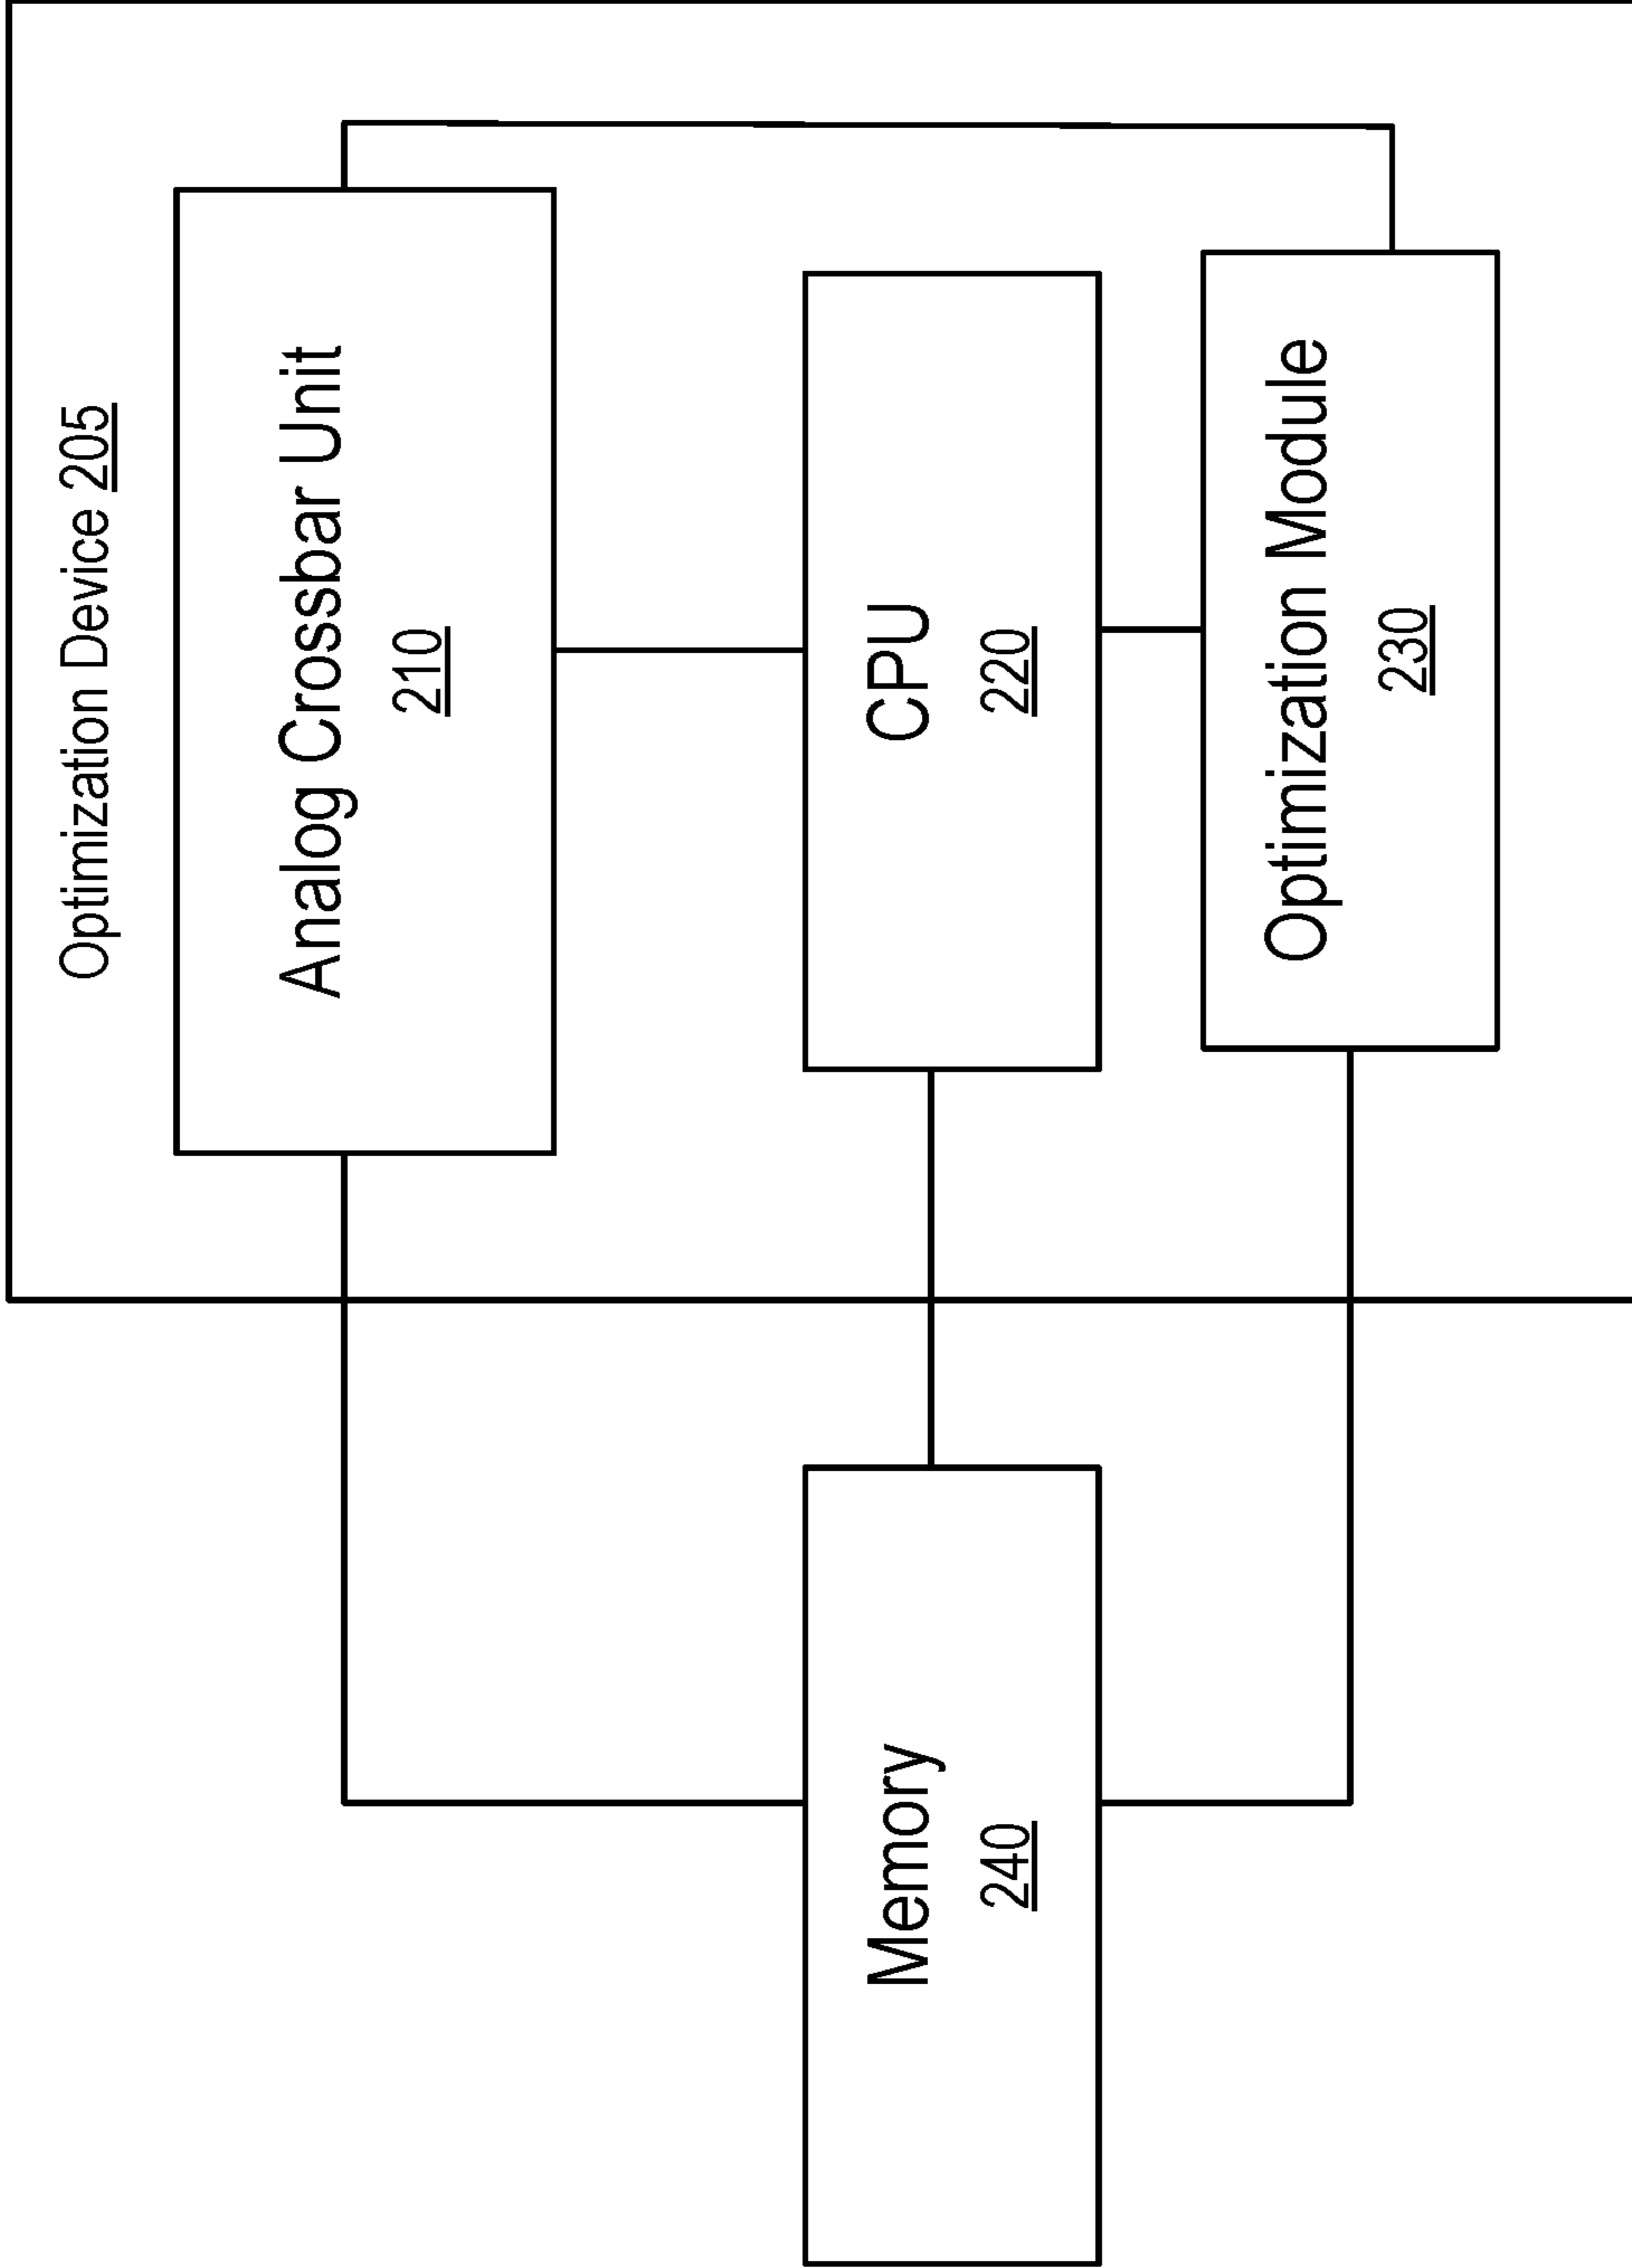 Optimization Device 205
Analog Crossbar Unit
210
Memory
240
CPU
220
Optimization Module
230